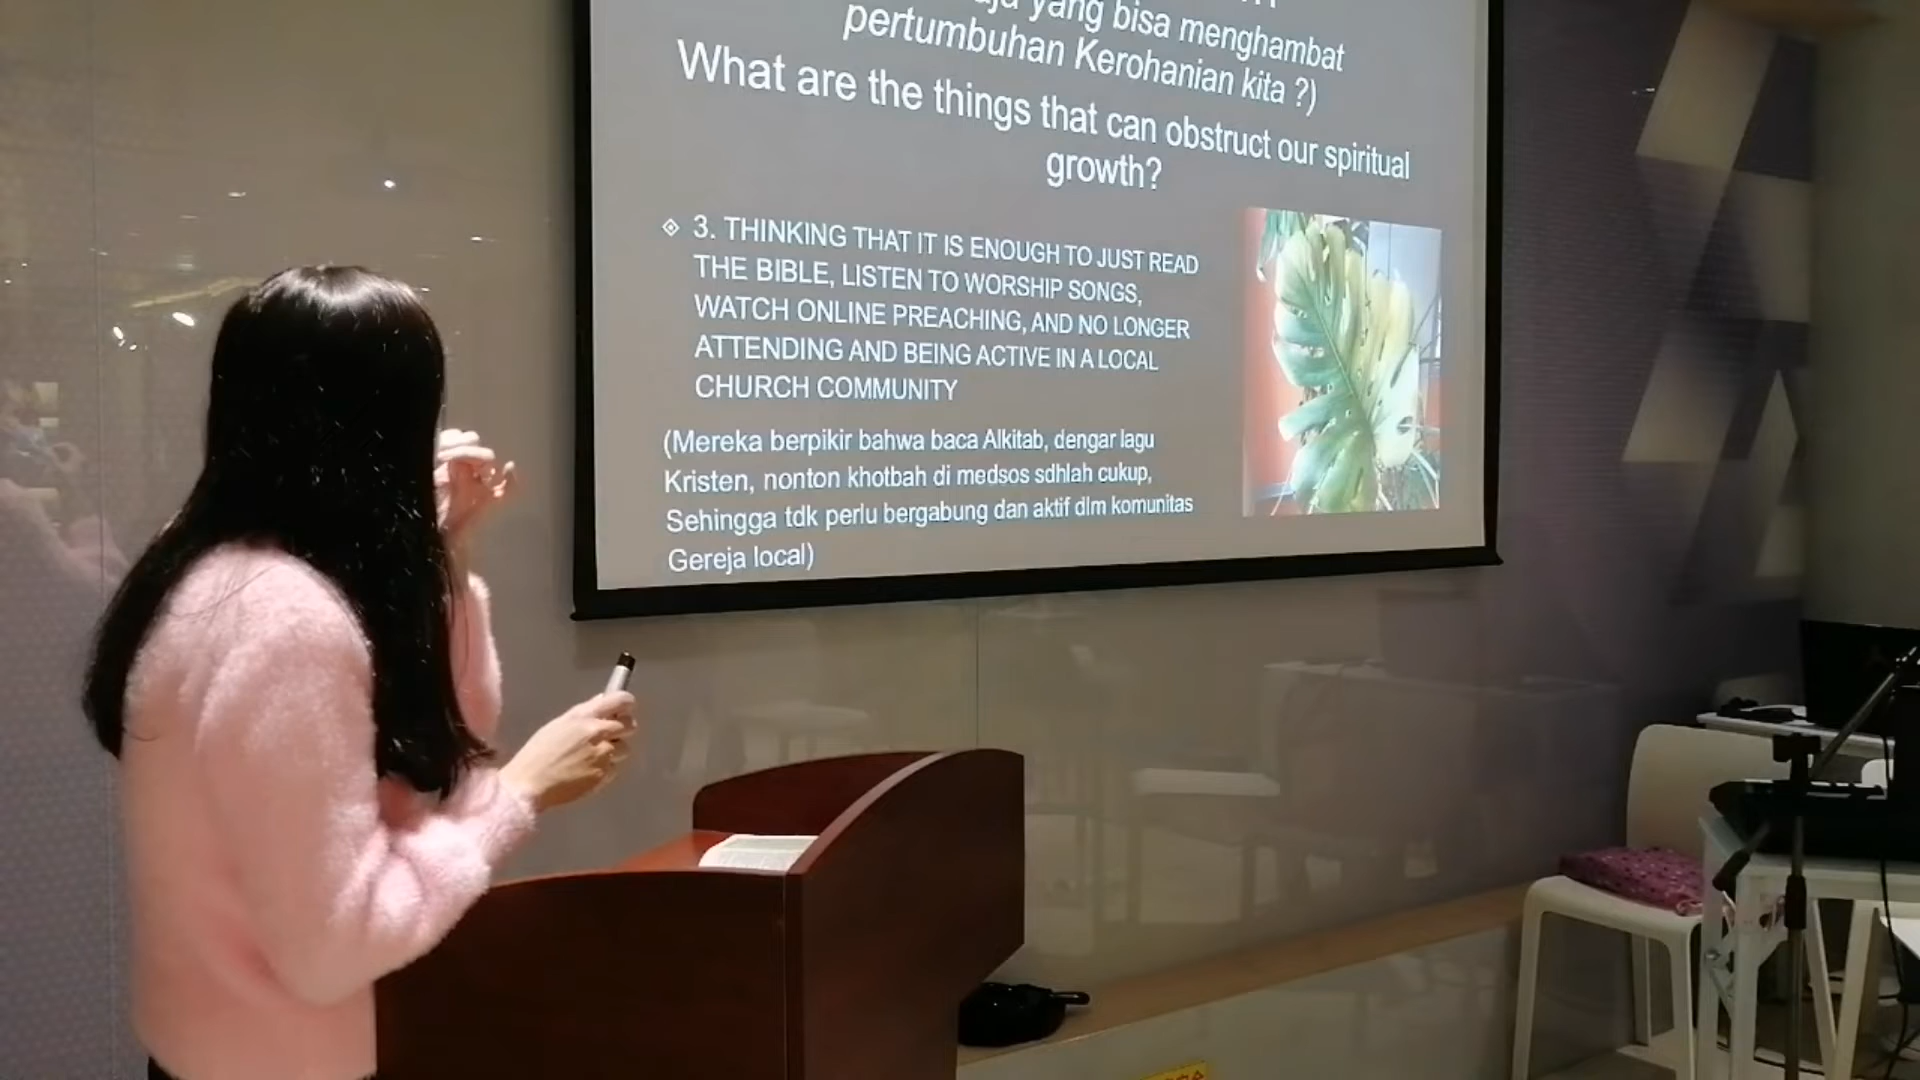 yang bisa menghambat
pertumbuhan Kerohanian kita ?)
What are the things that can obstruct our spiritual
growth?
3. THINKING THAT IT IS ENOUGH TO JUST READ
THE BIBLE, LISTEN TO WORSHIP SONGS,
WATCH ONLINE PREACHING, AND NO LONGER
ATTENDING AND BEING ACTIVE IN A LOCAL
CHURCH COMMUNITY
(Mereka berpikir bahwa baca Alkitab, dengar lagu
Kristen, nonton khotbah di medsos sdhlah cukup,
Sehingga tdk perlu bergabung dan aktif dlm komunitas
Gereja local)